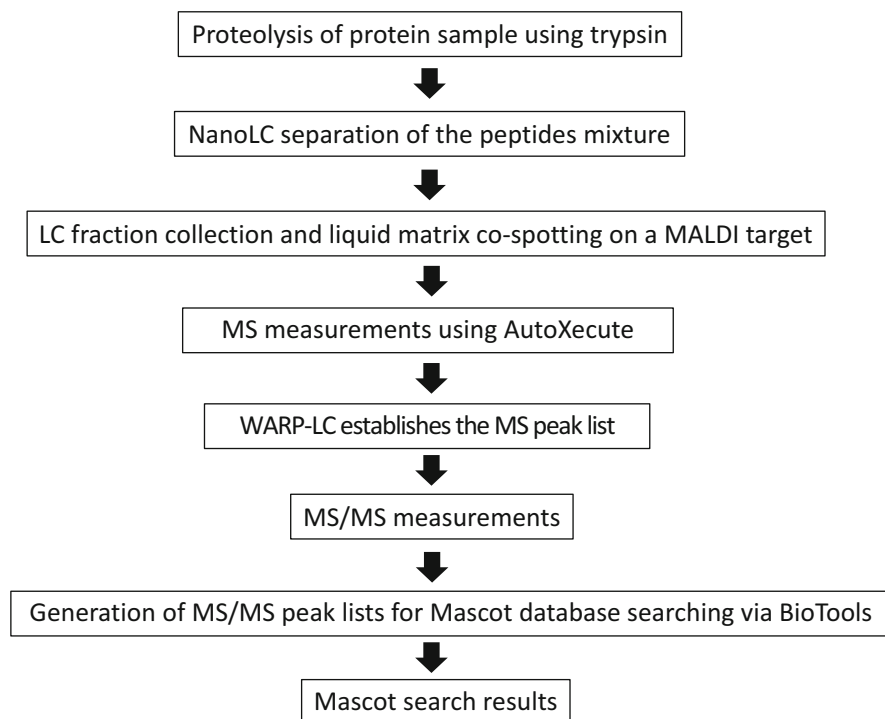 Proteolysis of protein sample using trypsin
NanoLC separation of the peptides mixture
LC fraction collection and liquid matrix co-spotting on a MALDI target
MS measurements using AutoXecute
WARP-LC establishes the MS peak list
MS/MS measurements
Generation of MS/MS peak lists for Mascot database searching via BioTools
Mascot search results